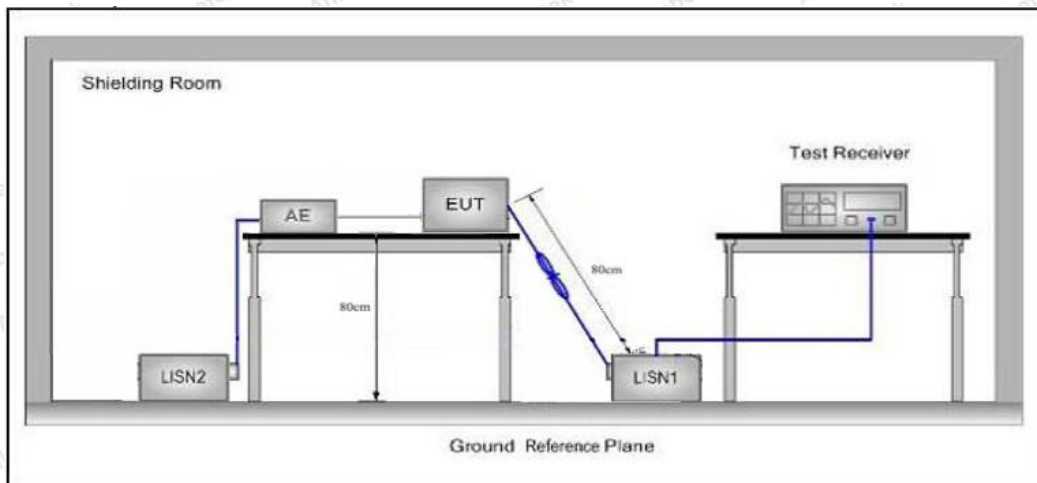 Shielding Room
Test Receiver
AE
EUT
80cm
80cm
LISN2
LISN1
Ground Reference Plane